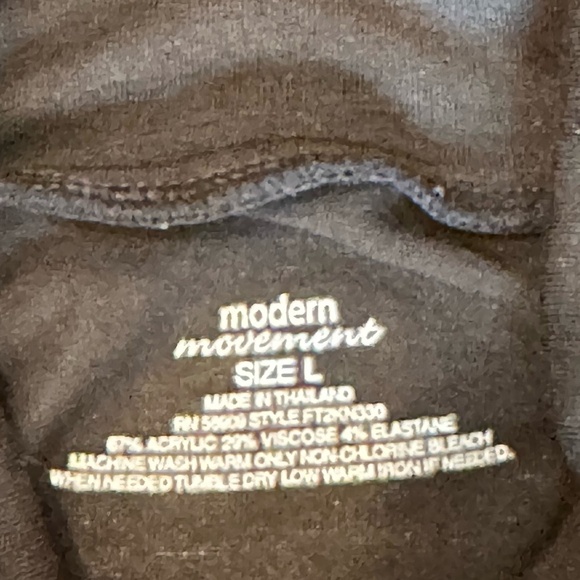 modern
movement
SIZE L
MADE IN THAILAND
RN 56909 STYLE FT2KN330
67% ACRYLIC 29% VISCOSE 4% ELASTANE
MACHINE WASH WARM ONLY NON-CHLORINE BLEACH
WHEN NEEDED TUMBLE DRY LOW WARM IRON IF NEEDED.